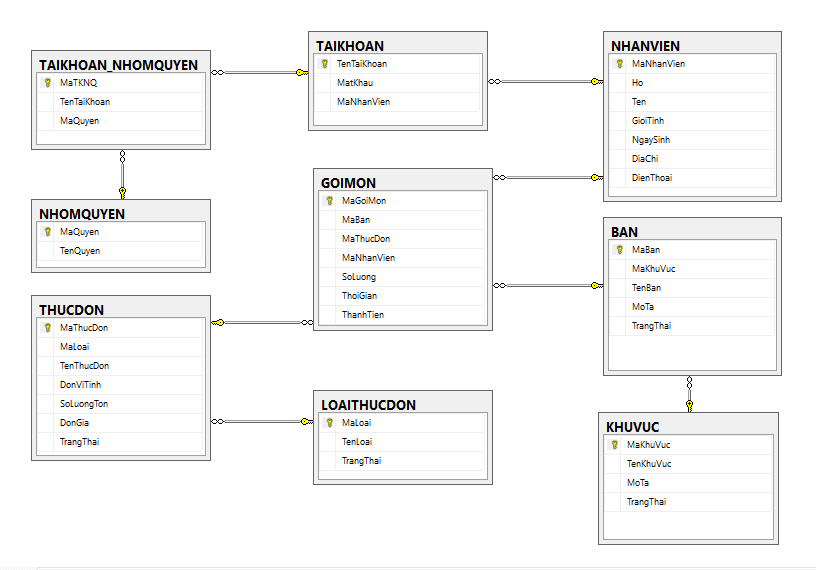 TAIKHOAN_NHOMQUYEN
MaTKNQ
TenTaiKhoan
MaQuyen
TAIKHOAN
TenTaiKhoan
MatKhau
MaNhanVien
NHANVIEN
MaNhanVien
Ho
Ten
GioiTinh
NgaySinh
DiaChi
DienThoai
NHOMQUYEN
MaQuyen
TenQuyen
GOIMON
MaGoiMon
MaBan
MaThucDon
MaNhanVien
SoLuong
ThoiGian
ThanhTien
BAN
MaBan
MaKhuVuc
TenBan
MoTa
TrangThai
THUCDON
MaThucDon
MaLoai
TenThucDon
DonViTinh
SoLuongTon
DonGia
TrangThai
LOAITHUCDON
MaLoai
TenLoai
TrangThai
KHUVUC
MaKhuVuc
TenKhuVuc
MoTa
TrangThai